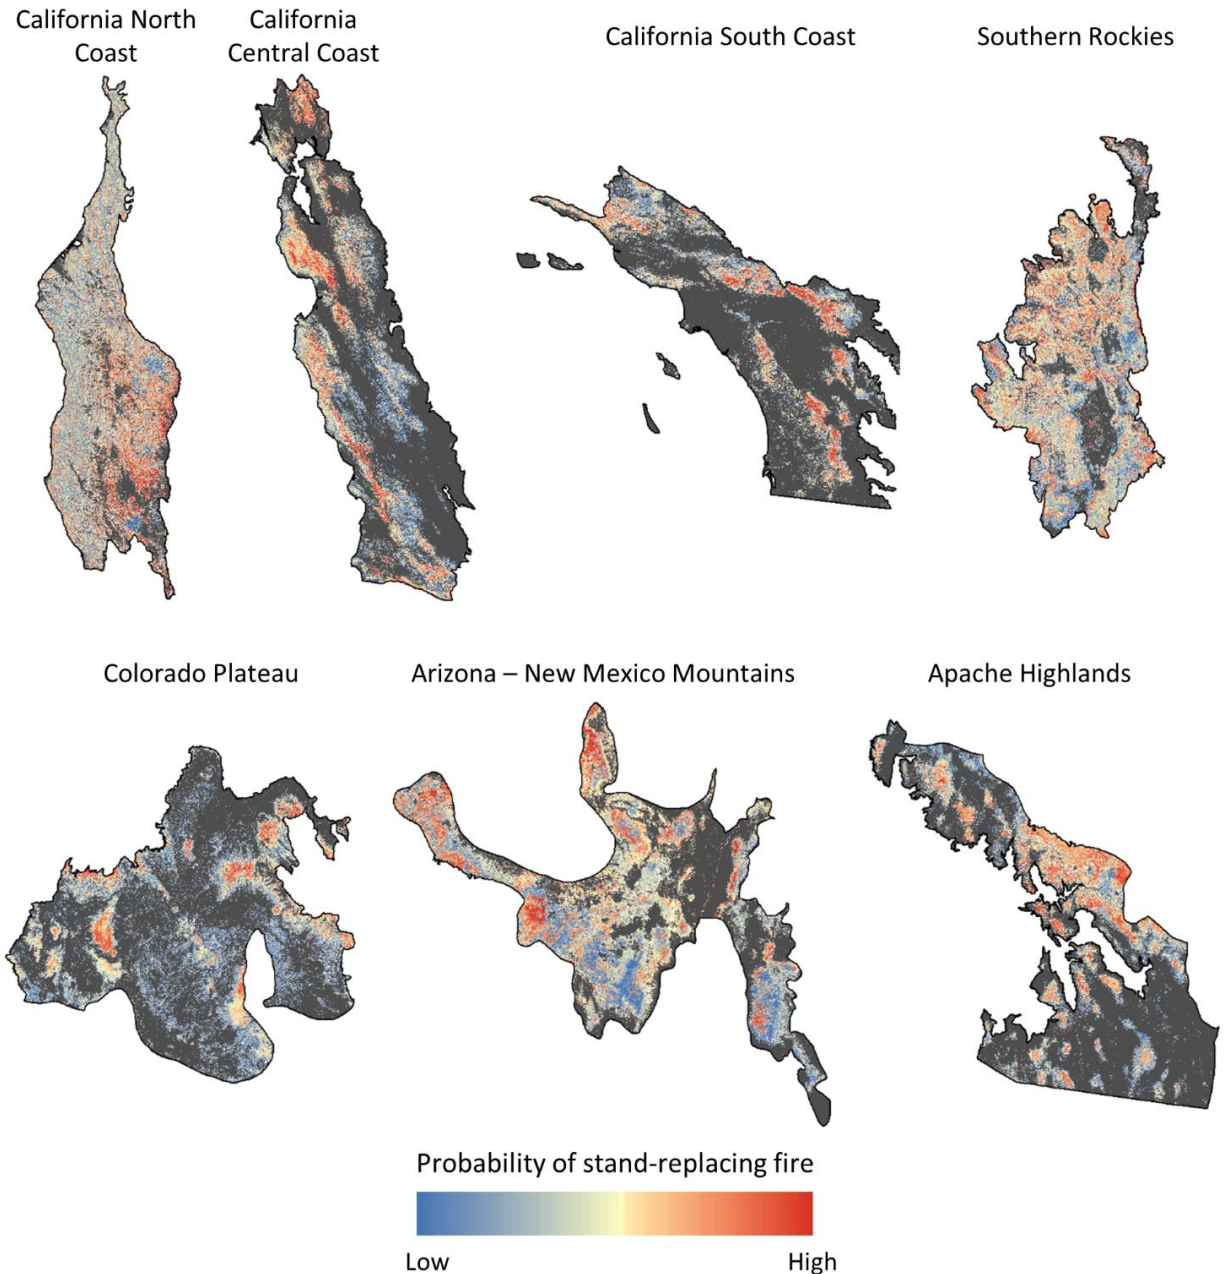 California North
Coast
California
Central Coast
California South Coast
Southern Rockies
Colorado Plateau
Arizona – New Mexico Mountains
Apache Highlands
Probability of stand-replacing fire
Low
High